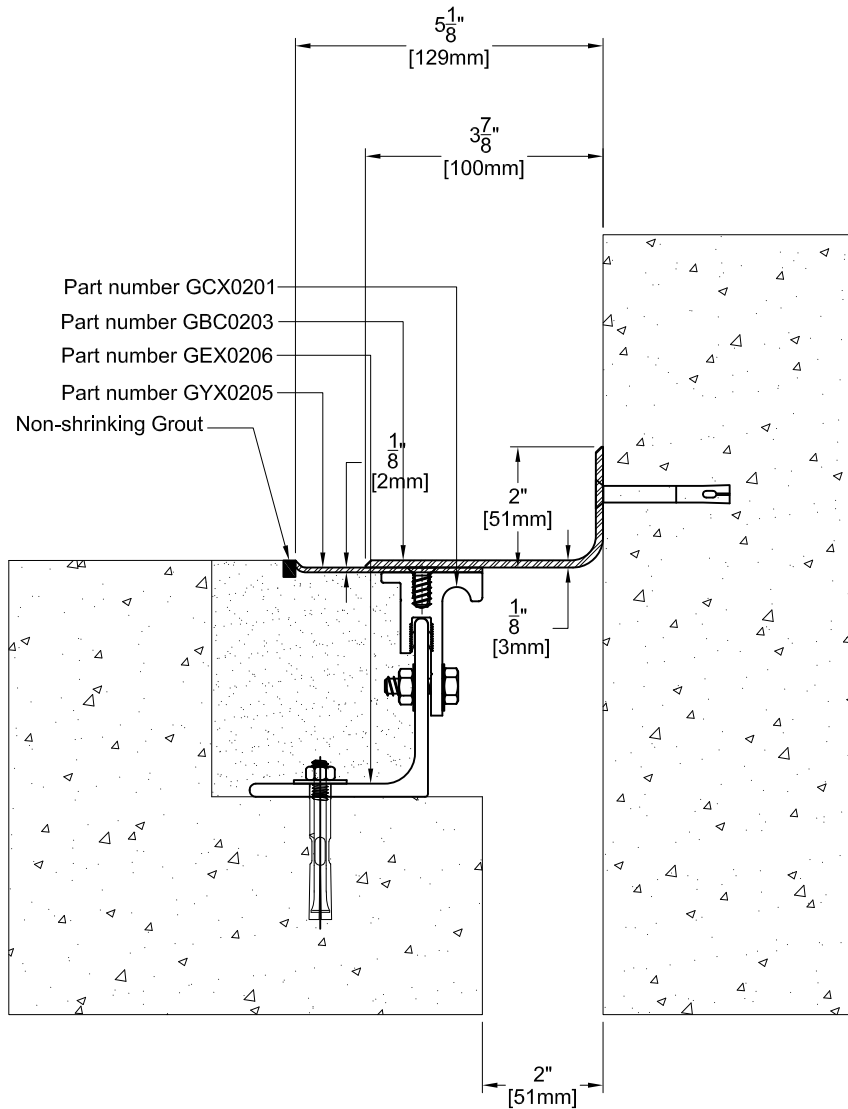 5 1/8"
[129mm]
3 7/8"
[100mm]
Part number GCX0201
Part number GBC0203
Part number GEX0206
Part number GYX0205
Non-shrinking Grout
1/8"
[2mm]
2"
[51mm]
1/8"
[3mm]
2"
[51mm]